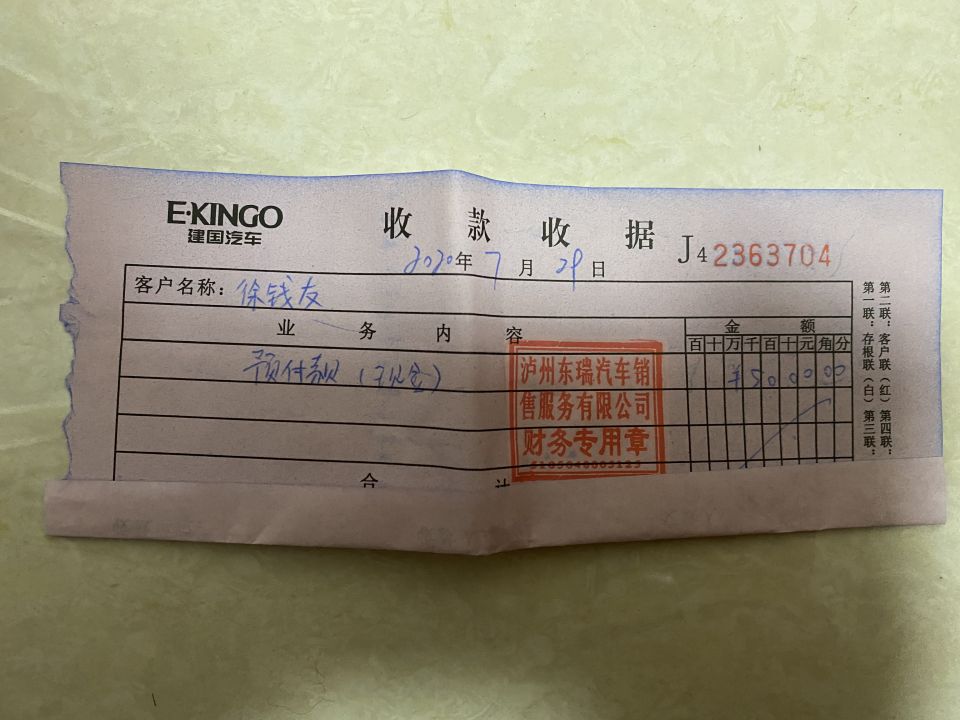 E·KINGO
建国汽车
收款收据
2020年7月29日
J4 2363704
客户名称：徐钱友
业务内容 金额
百十万千百十元角分
预付款（现金） ¥500000
泸州东瑞汽车销
售服务有限公司
财务专用章
合计
第二联：客户联（红）第四联：
第一联：存根联（白）第三联：